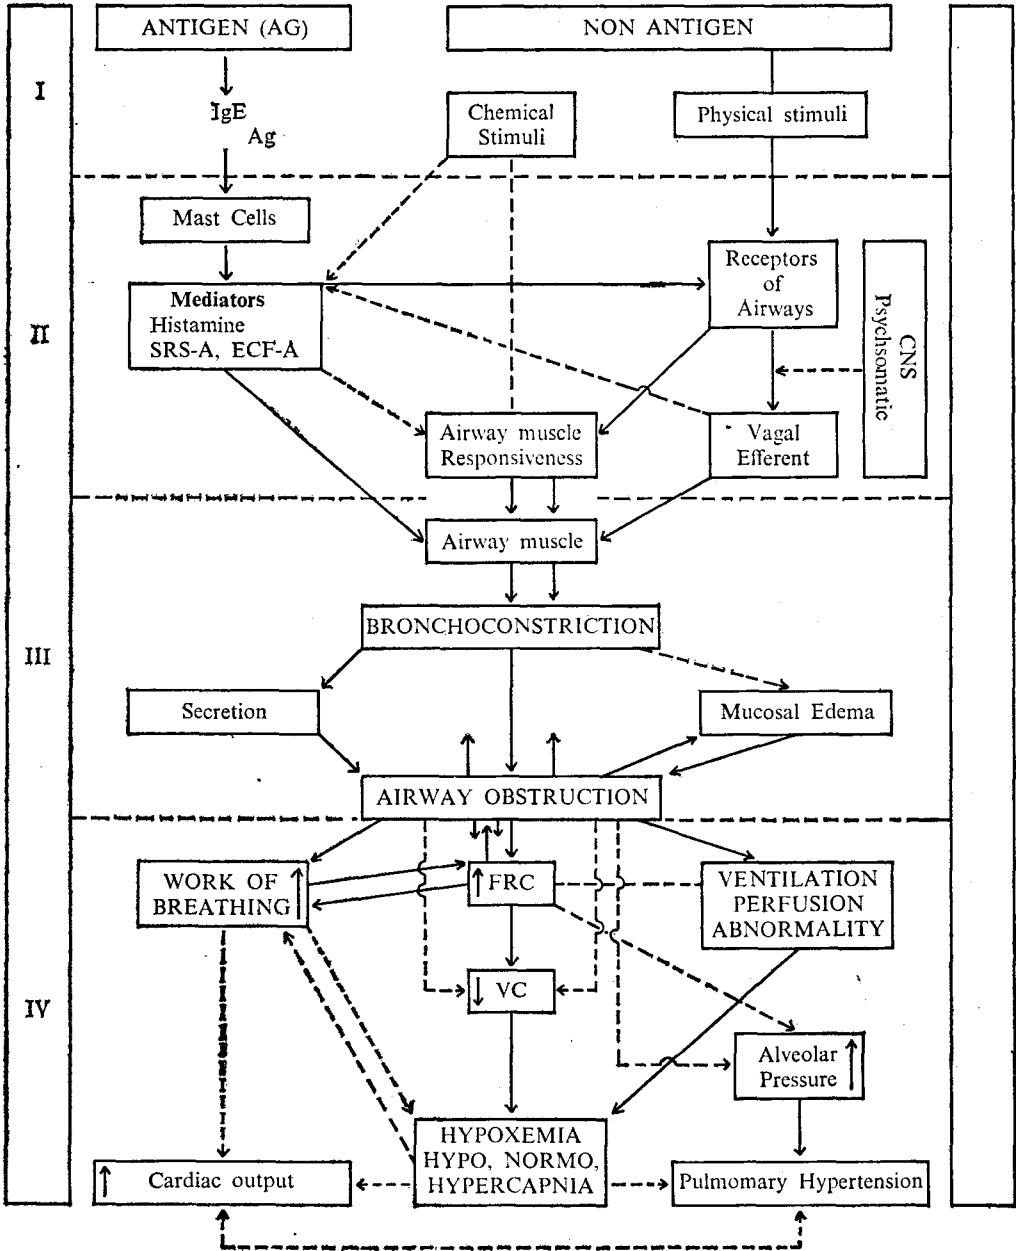 ANTIGEN (AG)
NON ANTIGEN
I
IgE
Ag
Chemical
Stimuli
Physical stimuli
Mast Cells
Receptors
of
Airways
II
Mediators
Histamine
SRS-A, ECF-A
CNS
Psychsomatic
Airway muscle
Responsiveness
Vagal
Efferent
Airway muscle
III
BRONCHOCONSTRICTION
Secretion
Mucosal Edema
AIRWAY OBSTRUCTION
IV
WORK OF
BREATHING ↑
↑ FRC
VENTILATION
PERFUSION
ABNORMALITY
↓ VC
Alveolar
Pressure ↑
HYPOXEMIA
HYPO, NORMO,
HYPERCAPNIA
↑ Cardiac output
Pulmomary Hypertension